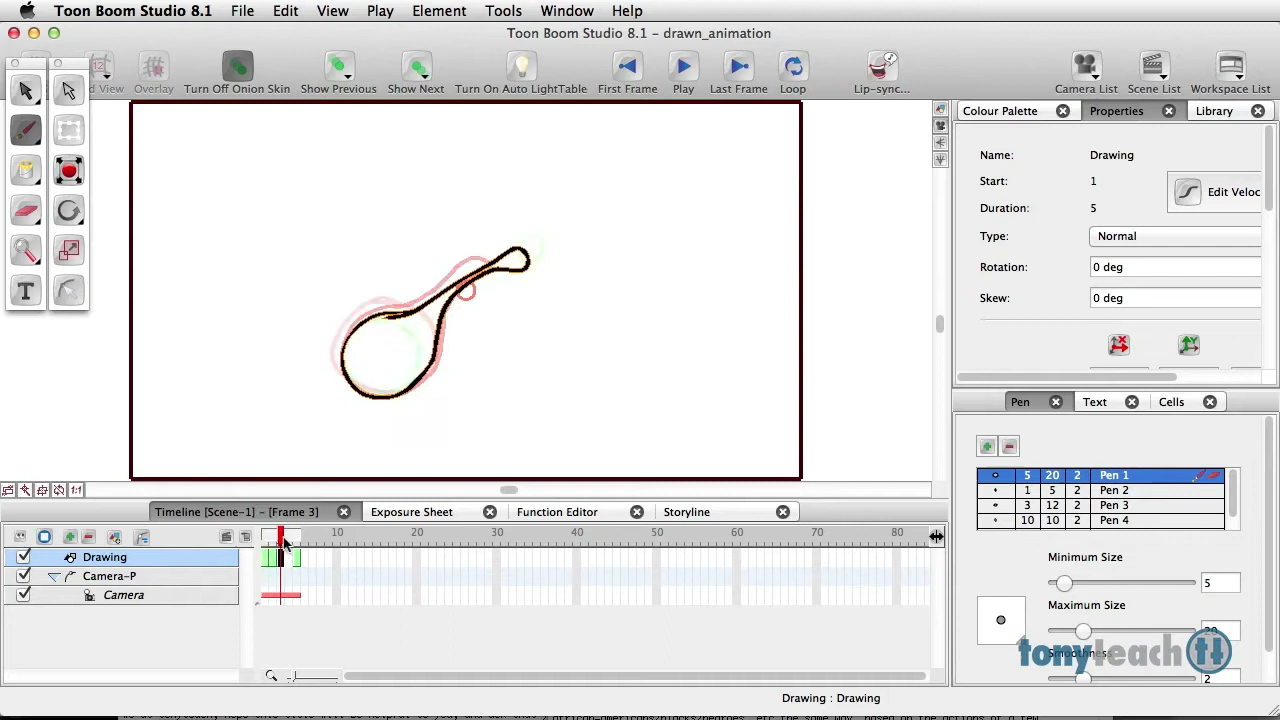 Toon Boom Studio 8.1 File Edit View Play Element Tools Window Help
Toon Boom Studio 8.1 - drawn_animation
d View Overlay Turn Off Onion Skin Show Previous Show Next Turn On Auto LightTable First Frame Play Last Frame Loop Lip-sync... Camera List Scene List Workspace List
Colour Palette Properties Library
Name: Drawing
Start: 1
Edit Veloc
Duration: 5
Type: Normal
Rotation: 0 deg
Skew: 0 deg
T
Pen Text Cells
5 20 2 Pen 1
1 5 2 Pen 2
3 12 2 Pen 3
10 10 2 Pen 4
1:1
Timeline [Scene-1] - [Frame 3] Exposure Sheet Function Editor Storyline
10 20 30 40 50 60 70 80
Drawing
Camera-P
Camera
Minimum Size
5
Maximum Size
20
Smoothness
2
tonyteach
Drawing : Drawing